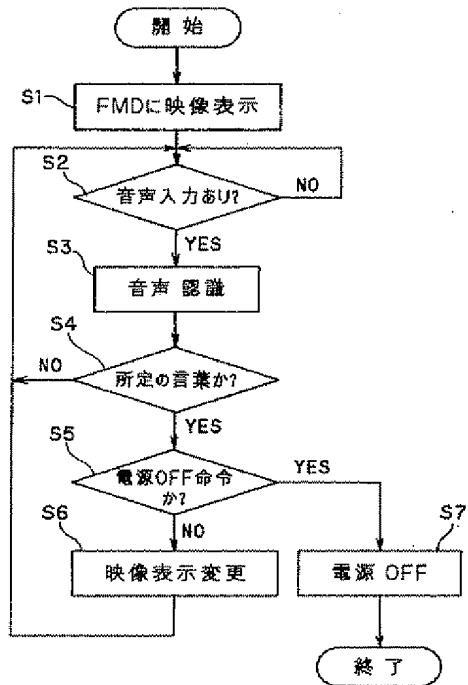 開始
S1
FMDに映像表示
S2
音声入力あり?
NO
YES
S3
音声認識
S4
NO
所定の言葉か?
YES
S5
電源OFF命令
か?
YES
NO
S6
映像表示変更
S7
電源 OFF
終了